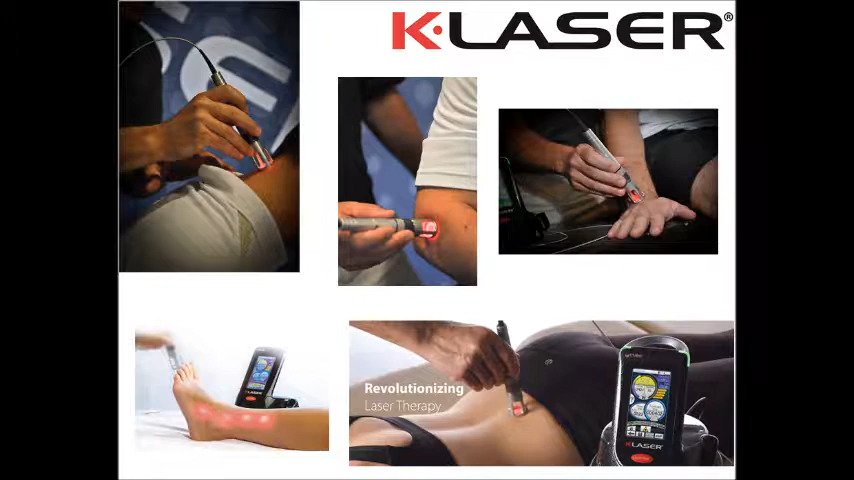 K·LASER®
Revolutionizing
Laser Therapy
K·LASER
K·LASER